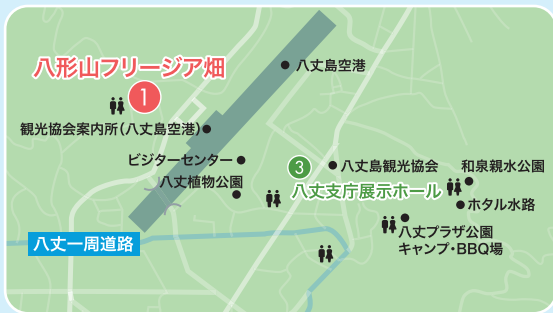 八丈島空港
八形山フリージア畑
1
観光協会案内所(八丈島空港)
ビジターセンター
八丈植物公園
3
八丈島観光協会
八丈支庁展示ホール
和泉親水公園
ホタル水路
八丈プラザ公園
キャンプ・BBQ場
八丈一周道路